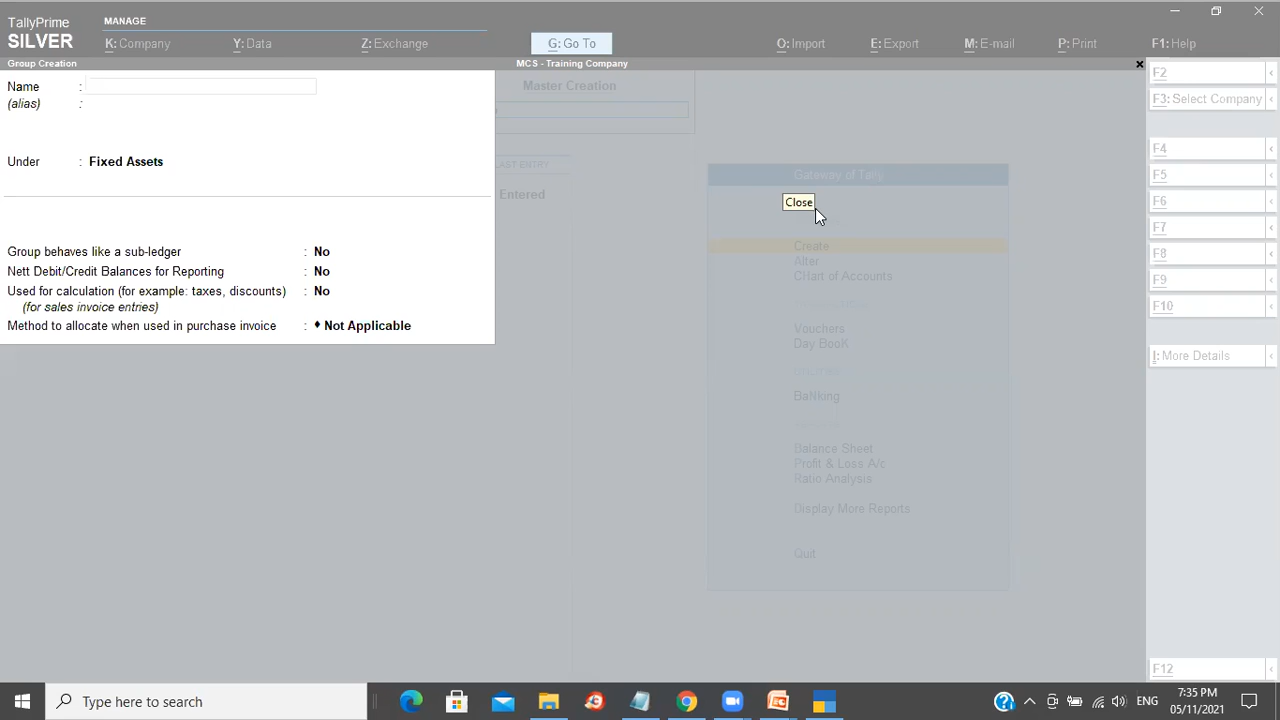 TallyPrime
SILVER
MANAGE
K: Company
Y: Data
Z: Exchange
G: Go To
O: Import
E: Export
M: E-mail
P: Print
F1: Help
Group Creation
MCS - Training Company
×
Name :
(alias) :
Under : Fixed Assets
Group behaves like a sub-ledger : No
Nett Debit/Credit Balances for Reporting : No
Used for calculation (for example: taxes, discounts) : No
(for sales invoice entries)
Method to allocate when used in purchase invoice : ♦ Not Applicable
Master Creation
LAST ENTRY
Entered
Gateway of Tally
Close
Create
Alter
CHart of Accounts
Vouchers
Day BooK
BaNking
Balance Sheet
Profit & Loss A/c
Ratio Analysis
Display More Reports
Quit
F2
F3: Select Company
F4
F5
F6
F7
F8
F9
F10
I: More Details
F12
Type here to search
ENG
7:35 PM
05/11/2021